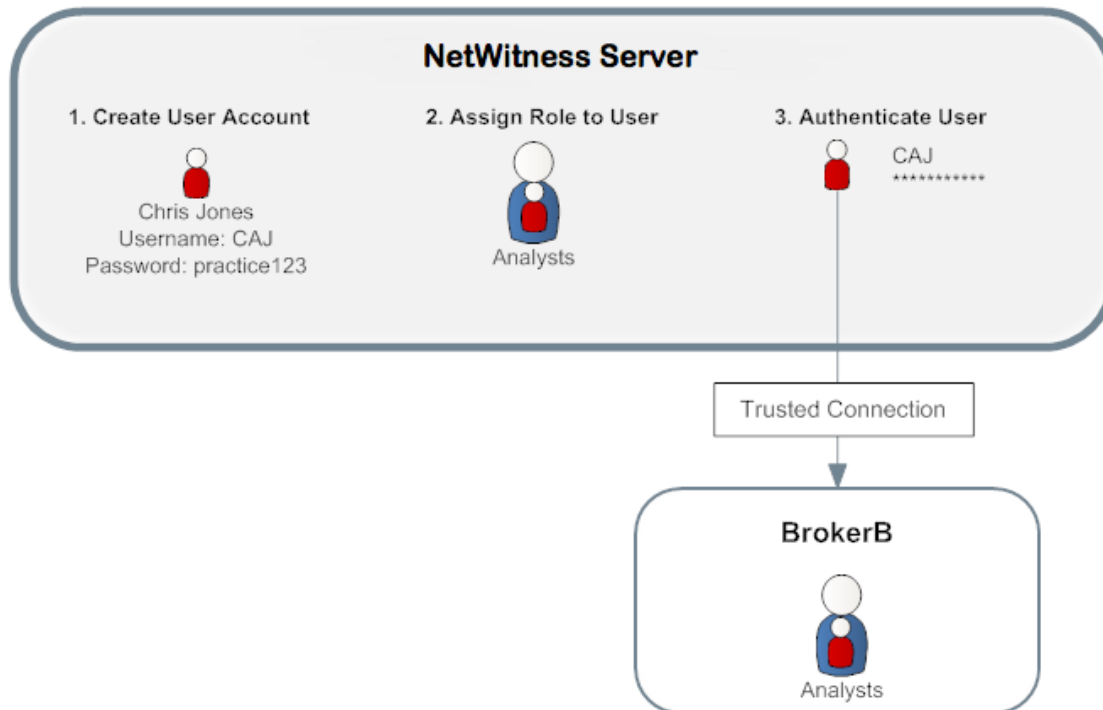 NetWitness Server
1. Create User Account
2. Assign Role to User
3. Authenticate User
Chris Jones
Username: CAJ
Password: practice123
Analysts
CAJ
***********
Trusted Connection
BrokerB
Analysts